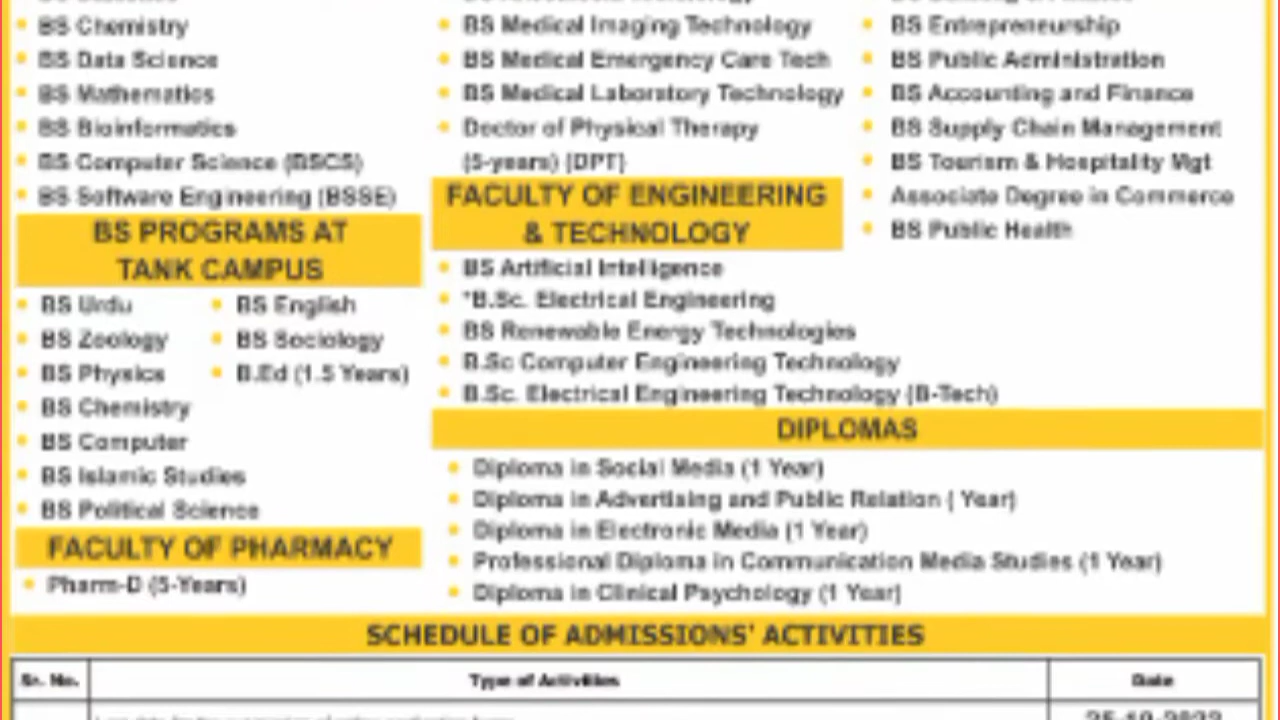 BS Chemistry
BS Data Science
BS Mathematics
BS Bioinformatics
BS Computer Science (BSCS)
BS Software Engineering (BSSE)
BS PROGRAMS AT
TANK CAMPUS
BS Urdu
BS English
BS Zoology
BS Sociology
BS Physics
B.Ed (1.5 Years)
BS Chemistry
BS Computer
BS Islamic Studies
BS Political Science
FACULTY OF PHARMACY
Pharm-D (5-Years)
BS Medical Imaging Technology
BS Medical Emergency Care Tech
BS Medical Laboratory Technology
Doctor of Physical Therapy
(5-years) (DPT)
FACULTY OF ENGINEERING
& TECHNOLOGY
BS Artificial Intelligence
*B.Sc. Electrical Engineering
BS Renewable Energy Technologies
B.Sc Computer Engineering Technology
B.Sc. Electrical Engineering Technology (B-Tech)
BS Entrepreneurship
BS Public Administration
BS Accounting and Finance
BS Supply Chain Management
BS Tourism & Hospitality Mgt
Associate Degree in Commerce
BS Public Health
DIPLOMAS
Diploma in Social Media (1 Year)
Diploma in Advertising and Public Relation ( Year)
Diploma in Electronic Media (1 Year)
Professional Diploma in Communication Media Studies (1 Year)
Diploma in Clinical Psychology (1 Year)
SCHEDULE OF ADMISSIONS' ACTIVITIES
Sr. No.
Type of Activities
Date